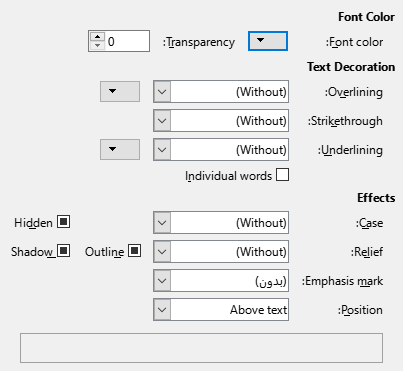 Font Color
Font color: Transparency: 0
Text Decoration
Overlining: (Without)
Strikethrough: (Without)
Underlining: (Without)
Individual words
Effects
Case: (Without) Hidden
Relief: (Without) Outline Shadow
Emphasis mark: (بدون)
Position: Above text